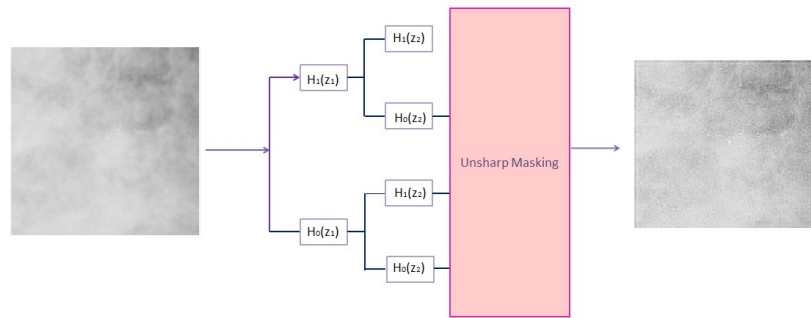 H₁(z₂)
H₁(z₁)
H₀(z₂)
Unsharp Masking
H₁(z₂)
H₀(z₁)
H₀(z₂)